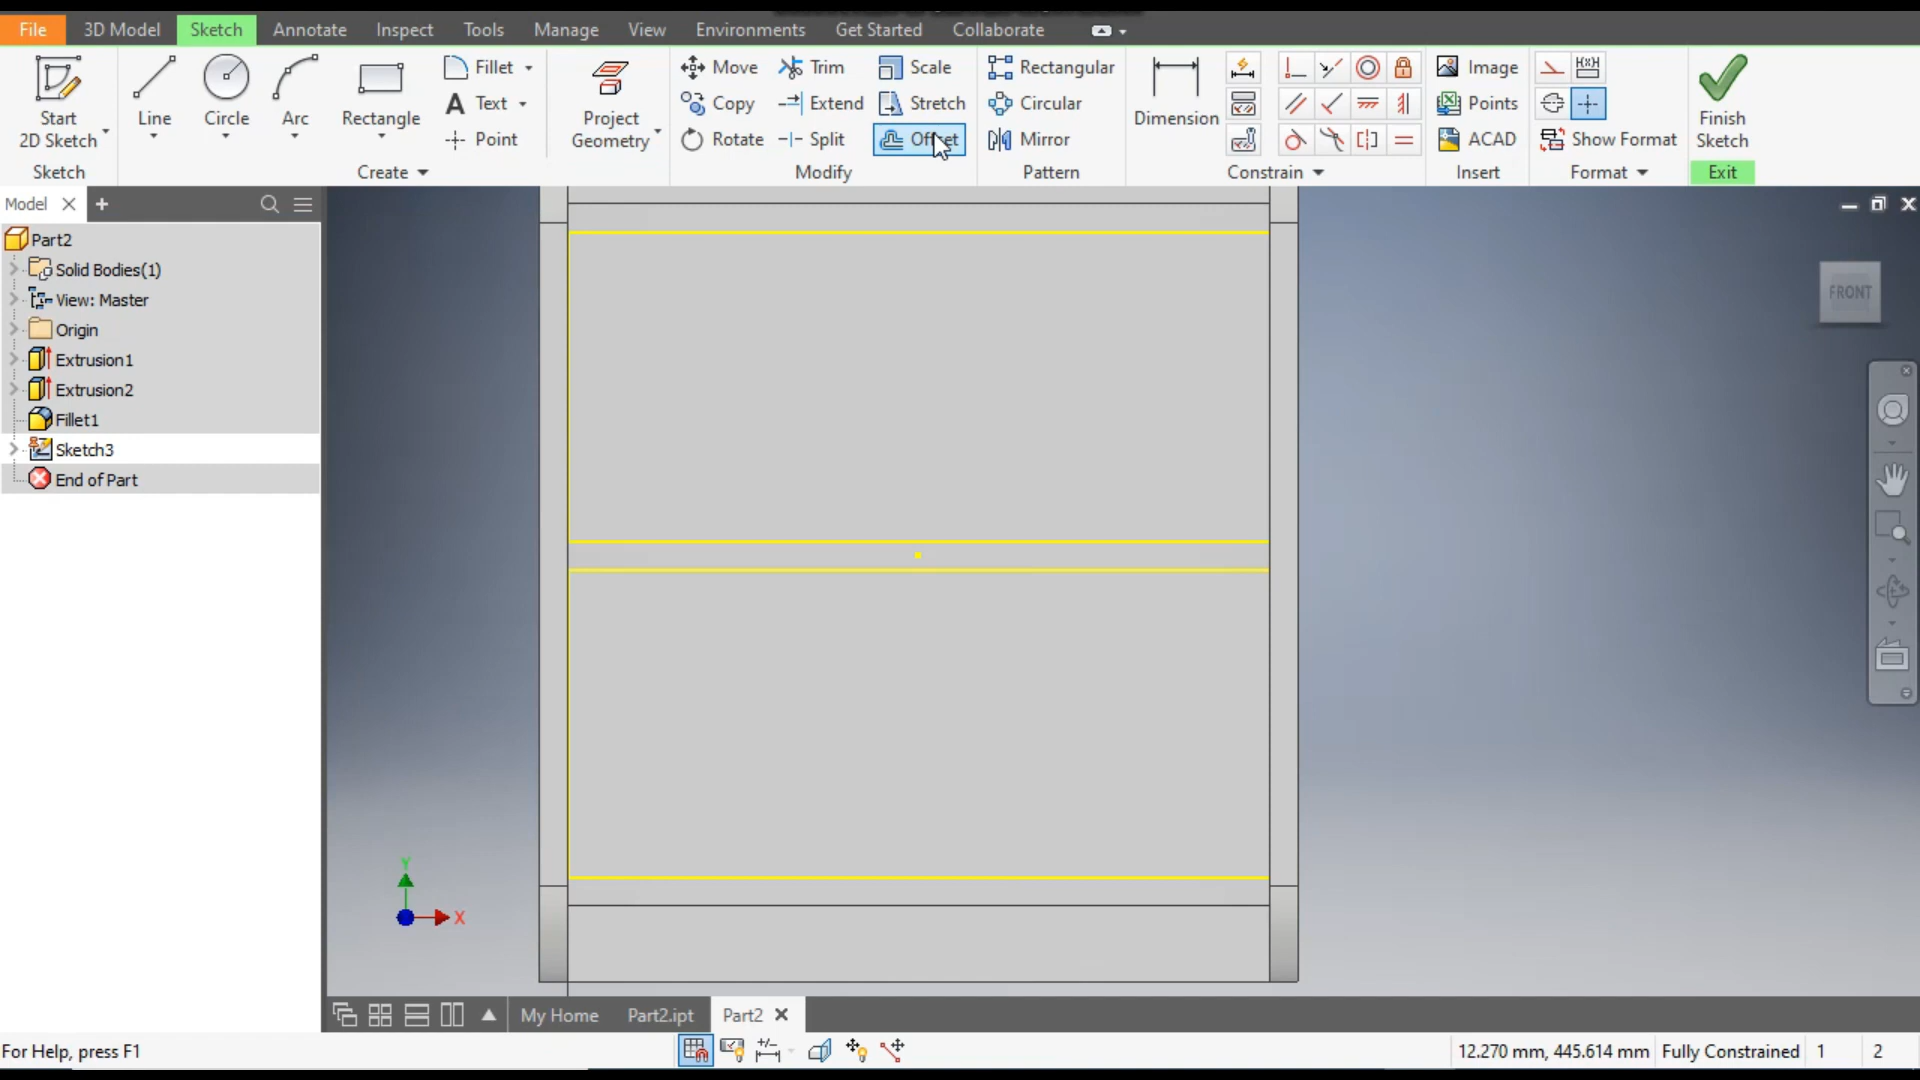 File 3D Model Sketch Annotate Inspect Tools Manage View Environments Get Started Collaborate
Start 2D Sketch
Line
Circle
Arc
Rectangle
Fillet
Text
Point
Project Geometry
Move Trim Scale
Copy Extend Stretch
Rotate Split Offset
Rectangular
Circular
Mirror
Dimension
Image
Points
ACAD
Show Format
Finish Sketch
Sketch Create Modify Pattern Constrain Insert Format Exit
Model
Part2
Solid Bodies(1)
View: Master
Origin
Extrusion1
Extrusion2
Fillet1
Sketch3
End of Part
FRONT
Y
X
My Home Part2.ipt Part2
For Help, press F1
12.270 mm, 445.614 mm Fully Constrained 1 2